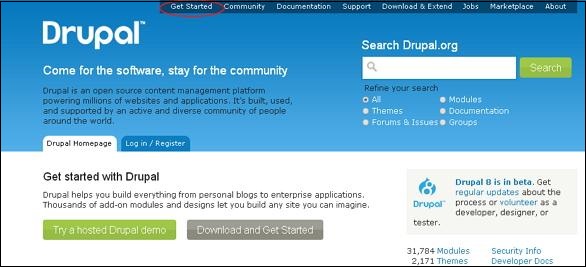 Get Started Community Documentation Support Download & Extend Jobs Marketplace About
Drupal™
Come for the software, stay for the community
Drupal is an open source content management platform
powering millions of websites and applications. It's built, used,
and supported by an active and diverse community of people
around the world.
Search Drupal.org
Search
Refine your search
All Modules
Themes Documentation
Forums & Issues Groups
Drupal Homepage Log in / Register
Get started with Drupal
Drupal helps you build everything from personal blogs to enterprise applications.
Thousands of add-on modules and designs let you build any site you can imagine.
Try a hosted Drupal demo Download and Get Started
Drupal™
Drupal 8 is in beta. Get
regular updates about the
process or volunteer as a
developer, designer, or
tester.
31,784 Modules Security Info
2,171 Themes Developer Docs